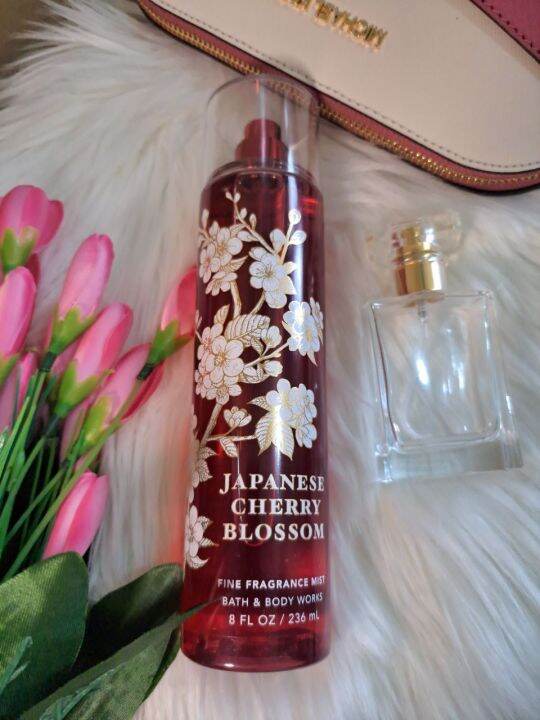 JAPANESE
CHERRY
BLOSSOM
FINE FRAGRANCE MIST
BATH & BODY WORKS
8 FL OZ / 236 mL